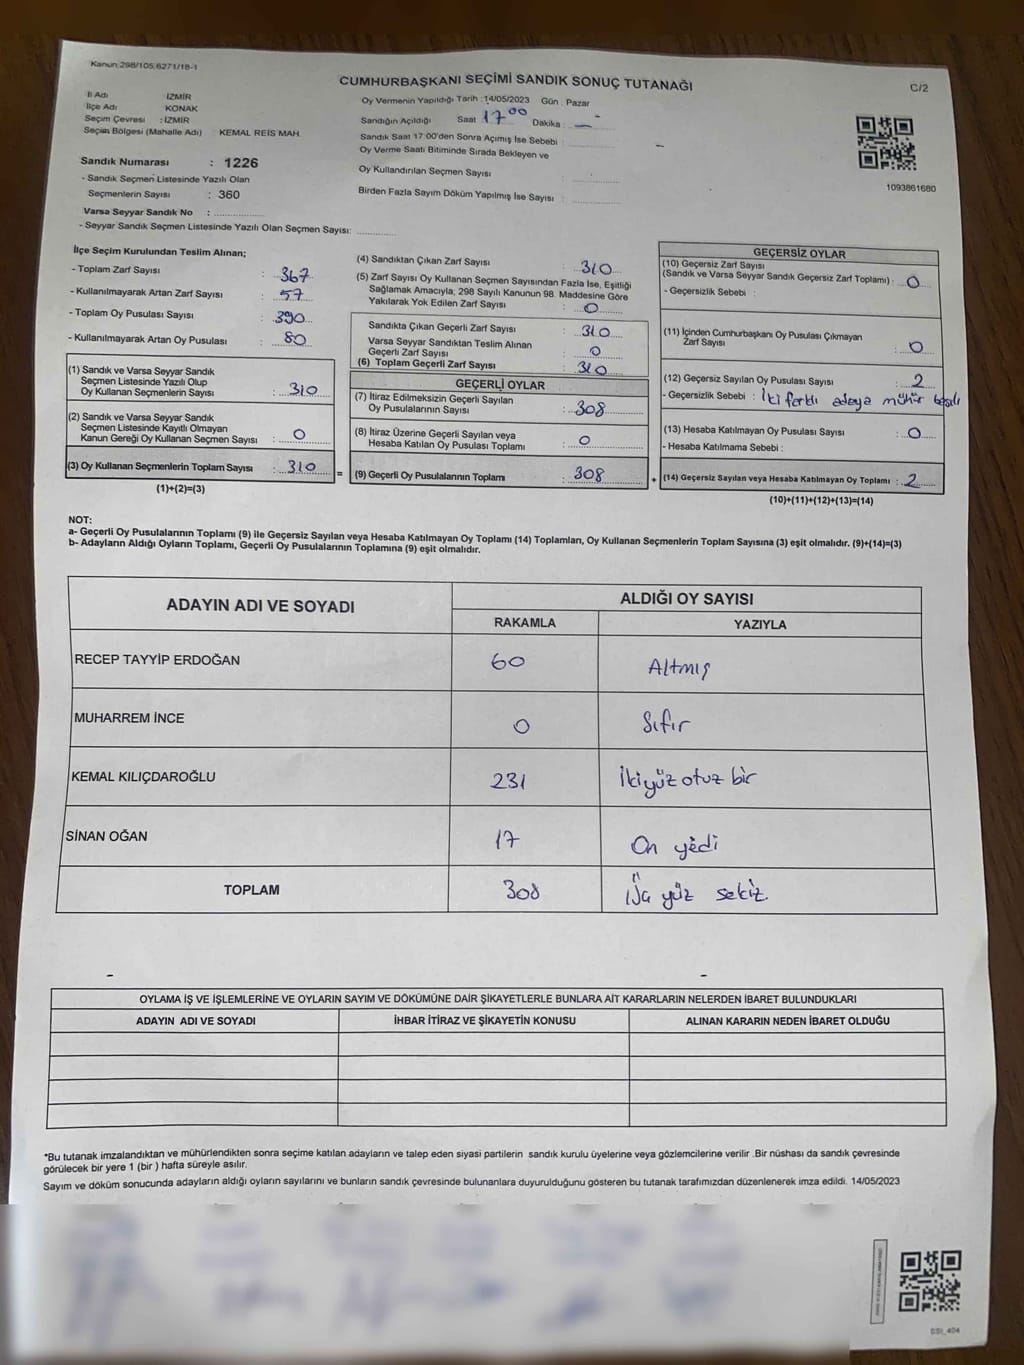 Kanun:298/105,6271/18-1
CUMHURBAŞKANI SEÇİMİ SANDIK SONUÇ TUTANAĞI
C/2
İl Adı İZMİR
İlçe Adı KONAK
Seçim Çevresi : İZMİR
Seçim Bölgesi (Mahalle Adı) KEMAL REİS MAH.
Oy Vermenin Yapıldığı Tarih :14/05/2023 Gün : Pazar
Sandığın Açıldığı Saat 17 00 Dakika : —
Sandık Saat 17:00'den Sonra Açımış İse Sebebi :
Oy Verme Saati Bitiminde Sırada Bekleyen ve
Oy Kullandırılan Seçmen Sayısı :
Birden Fazla Sayım Döküm Yapılmış İse Sayısı :
1093861680
Sandık Numarası : 1226
- Sandık Seçmen Listesinde Yazılı Olan
Seçmenlerin Sayısı : 360
Varsa Seyyar Sandık No :
- Seyyar Sandık Seçmen Listesinde Yazılı Olan Seçmen Sayısı:
İlçe Seçim Kurulundan Teslim Alınan;
- Toplam Zarf Sayısı : 367
- Kullanılmayarak Artan Zarf Sayısı : 57
- Toplam Oy Pusulası Sayısı : 390
- Kullanılmayarak Artan Oy Pusulası : 80
(1) Sandık ve Varsa Seyyar Sandık
Seçmen Listesinde Yazılı Olup
Oy Kullanan Seçmenlerin Sayısı : 310
(2) Sandık ve Varsa Seyyar Sandık
Seçmen Listesinde Kayıtlı Olmayan
Kanun Gereği Oy Kullanan Seçmen Sayısı : 0
(3) Oy Kullanan Seçmenlerin Toplam Sayısı : 310
(1)+(2)=(3)
=
(4) Sandıktan Çıkan Zarf Sayısı : 310
(5) Zarf Sayısı Oy Kullanan Seçmen Sayısından Fazla İse, Eşitliği
Sağlamak Amacıyla, 298 Sayılı Kanunun 98. Maddesine Göre
Yakılarak Yok Edilen Zarf Sayısı : 0
Sandıkta Çıkan Geçerli Zarf Sayısı : 310
Varsa Seyyar Sandıktan Teslim Alınan
Geçerli Zarf Sayısı : 0
(6) Toplam Geçerli Zarf Sayısı : 310
GEÇERLİ OYLAR
(7) İtiraz Edilmeksizin Geçerli Sayılan
Oy Pusulalarının Sayısı : 308
(8) İtiraz Üzerine Geçerli Sayılan veya
Hesaba Katılan Oy Pusulası Toplamı : 0
(9) Geçerli Oy Pusulalarının Toplamı : 308
+
GEÇERSİZ OYLAR
(10) Geçersiz Zarf Sayısı
(Sandık ve Varsa Seyyar Sandık Geçersiz Zarf Toplamı) : 0
- Geçersizlik Sebebi :
(11) İçinden Cumhurbaşkanı Oy Pusulası Çıkmayan
Zarf Sayısı : 0
(12) Geçersiz Sayılan Oy Pusulası Sayısı : 2
- Geçersizlik Sebebi : İki farklı adaya mühür basılı
(13) Hesaba Katılmayan Oy Pusulası Sayısı : 0
- Hesaba Katılmama Sebebi :
(14) Geçersiz Sayılan veya Hesaba Katılmayan Oy Toplamı : 2
(10)+(11)+(12)+(13)=(14)
NOT:
a- Geçerli Oy Pusulalarının Toplamı (9) ile Geçersiz Sayılan veya Hesaba Katılmayan Oy Toplamı (14) Toplamları, Oy Kullanan Seçmenlerin Toplam Sayısına (3) eşit olmalıdır. (9)+(14)=(3)
b- Adayların Aldığı Oyların Toplamı, Geçerli Oy Pusulalarının Toplamına (9) eşit olmalıdır.
ADAYIN ADI VE SOYADI ALDIĞI OY SAYISI
RAKAMLA YAZIYLA
RECEP TAYYİP ERDOĞAN 60 Altmış
MUHARREM İNCE 0 Sıfır
KEMAL KILIÇDAROĞLU 231 İkiyüz otuz bir
SİNAN OĞAN 17 On yedi
TOPLAM 308 yüz sekiz.
OYLAMA İŞ VE İŞLEMLERİNE VE OYLARIN SAYIM VE DÖKÜMÜNE DAİR ŞİKAYETLERLE BUNLARA AİT KARARLARIN NELERDEN İBARET BULUNDUKLARI
ADAYIN ADI VE SOYADI İHBAR İTİRAZ VE ŞİKAYETİN KONUSU ALINAN KARARIN NEDEN İBARET OLDUĞU
*Bu tutanak imzalandıktan ve mühürlendikten sonra seçime katılan adayların ve talep eden siyasi partilerin sandık kurulu üyelerine veya gözlemcilerine verilir .Bir nüshası da sandık çevresinde
görülecek bir yere 1 (bir ) hafta süreyle asılır.
Sayım ve döküm sonucunda adayların aldığı oyların sayılarını ve bunların sandık çevresinde bulunanlara duyurulduğunu gösteren bu tutanak tarafımızdan düzenlenerek imza edildi. 14/05/2023
SSI_404